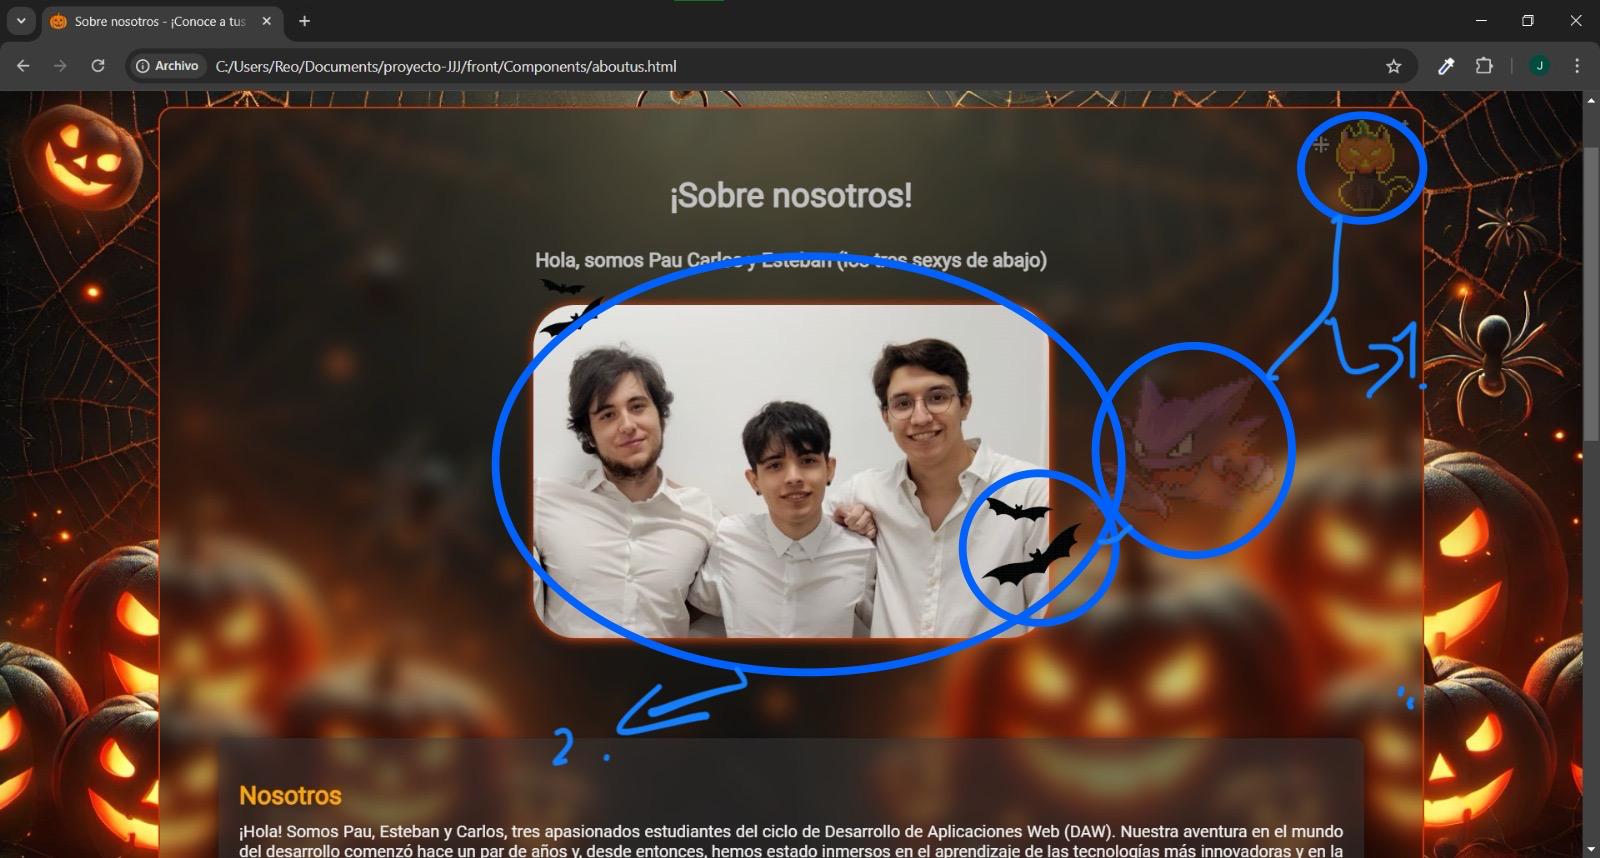 Sobre nosotros - ¡Conoce a tus
Archivo
C:/Users/Reo/Documents/proyecto-JJJ/front/Components/aboutus.html
J
¡Sobre nosotros!
Hola, somos Pau Carlos y Esteban (los tres sexys de abajo)
1.
2.
Nosotros
¡Hola! Somos Pau, Esteban y Carlos, tres apasionados estudiantes del ciclo de Desarrollo de Aplicaciones Web (DAW). Nuestra aventura en el mundo
del desarrollo comenzó hace un par de años y, desde entonces, hemos estado inmersos en el aprendizaje de las tecnologías más innovadoras y en la